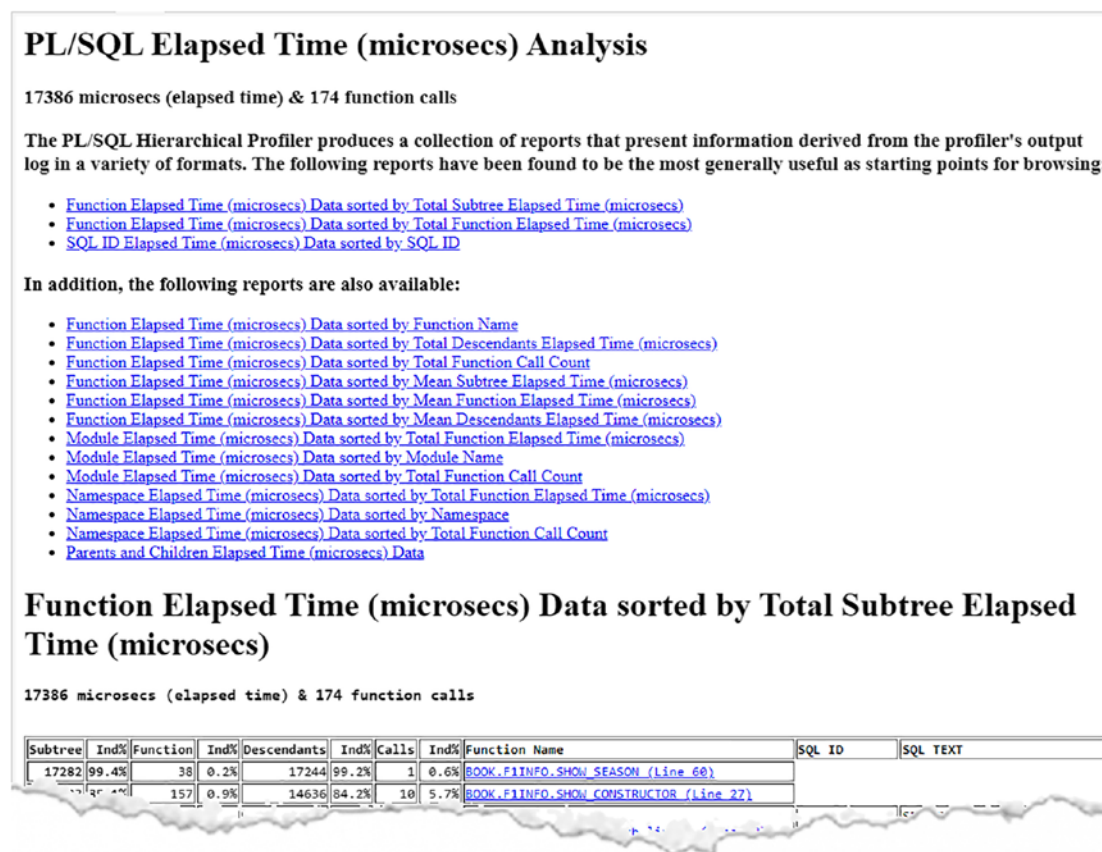 PL/SQL Elapsed Time (microsecs) Analysis
17386 microsecs (elapsed time) & 174 function calls
The PL/SQL Hierarchical Profiler produces a collection of reports that present information derived from the profiler's output
log in a variety of formats. The following reports have been found to be the most generally useful as starting points for browsing
• Function Elapsed Time (microsecs) Data sorted by Total Subtree Elapsed Time (microsecs)
• Function Elapsed Time (microsecs) Data sorted by Total Function Elapsed Time (microsecs)
• SQL ID Elapsed Time (microsecs) Data sorted by SQL ID
In addition, the following reports are also available:
• Function Elapsed Time (microsecs) Data sorted by Function Name
• Function Elapsed Time (microsecs) Data sorted by Total Descendants Elapsed Time (microsecs)
• Function Elapsed Time (microsecs) Data sorted by Total Function Call Count
• Function Elapsed Time (microsecs) Data sorted by Mean Subtree Elapsed Time (microsecs)
• Function Elapsed Time (microsecs) Data sorted by Mean Function Elapsed Time (microsecs)
• Function Elapsed Time (microsecs) Data sorted by Mean Descendants Elapsed Time (microsecs)
• Module Elapsed Time (microsecs) Data sorted by Total Function Elapsed Time (microsecs)
• Module Elapsed Time (microsecs) Data sorted by Module Name
• Module Elapsed Time (microsecs) Data sorted by Total Function Call Count
• Namespace Elapsed Time (microsecs) Data sorted by Total Function Elapsed Time (microsecs)
• Namespace Elapsed Time (microsecs) Data sorted by Namespace
• Namespace Elapsed Time (microsecs) Data sorted by Total Function Call Count
• Parents and Children Elapsed Time (microsecs) Data
Function Elapsed Time (microsecs) Data sorted by Total Subtree Elapsed
Time (microsecs)
17386 microsecs (elapsed time) & 174 function calls
Subtree Ind% Function Ind% Descendants Ind% Calls Ind% Function Name SQL ID SQL TEXT
17282 99.4% 38 0.2% 17244 99.2% 1 0.6% BOOK.F1INFO.SHOW_SEASON (Line 60)
157 0.9% 14636 84.2% 10 5.7% BOOK.F1INFO.SHOW_CONSTRUCTOR (Line 27)